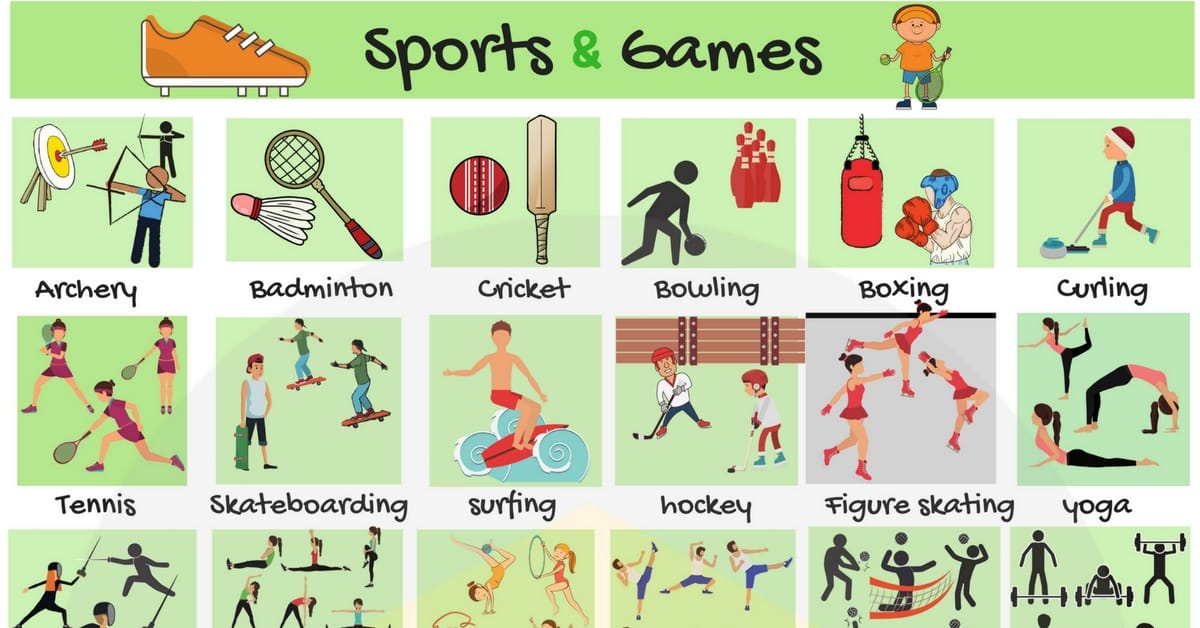 Sports & Games
Archery
Badminton
Cricket
Bowling
Boxing
Curling
Tennis
Skateboarding
surfing
hockey
Figure skating
yoga